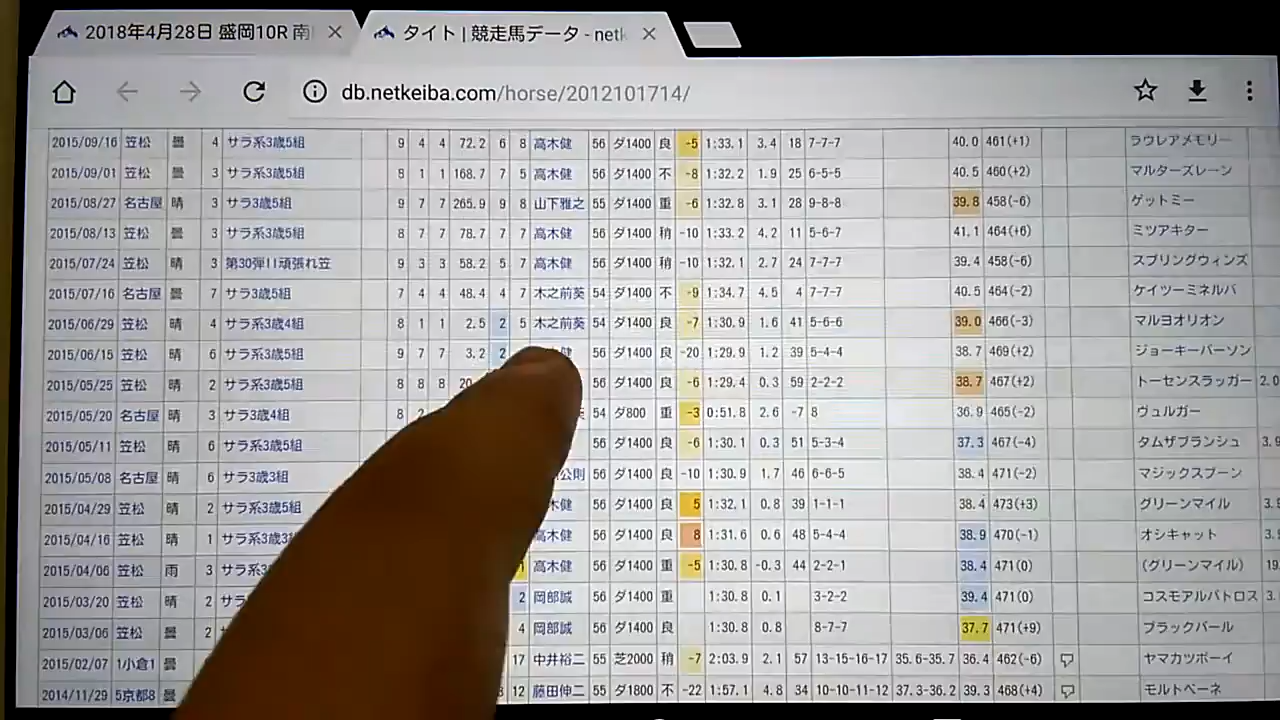 2018年4月28日 盛岡10R 南
タイト | 競走馬データ - netk
db.netkeiba.com/horse/2012101714/
2015/09/16 笠松 曇 4 サラ系3歳5組 9 4 4 72.2 6 8 高木健 56 ダ1400 良 -5 1:33.1 3.4 18 7-7-7 40.0 461(+1) ラウレアメモリー
2015/09/01 笠松 曇 3 サラ系3歳5組 8 1 1 168.7 7 5 高木健 56 ダ1400 不 -8 1:32.2 1.9 25 6-5-5 40.5 460(+2) マルターズレーン
2015/08/27 名古屋 晴 3 サラ3歳5組 9 7 7 265.9 9 8 山下雅之 55 ダ1400 重 -6 1:32.8 3.1 28 9-8-8 39.8 458(-6) ゲットミー
2015/08/13 笠松 曇 3 サラ系3歳5組 8 7 7 78.7 7 7 高木健 56 ダ1400 稍 -10 1:33.2 4.2 11 5-6-7 41.1 464(+6) ミツアキター
2015/07/24 笠松 晴 3 第30弾!!頑張れ笠 9 3 3 58.2 5 7 高木健 56 ダ1400 稍 -10 1:32.1 2.7 24 7-7-7 39.4 458(-6) スプリングウィンズ
2015/07/16 名古屋 曇 7 サラ3歳5組 7 4 4 48.4 4 7 木之前葵 54 ダ1400 不 -9 1:34.7 4.5 4 7-7-7 40.5 464(-2) ケイツーミネルバ
2015/06/29 笠松 晴 4 サラ系3歳4組 8 1 1 2.5 2 5 木之前葵 54 ダ1400 良 -7 1:30.9 1.6 41 5-6-6 39.0 466(-3) マルヨオリオン
2015/06/15 笠松 晴 6 サラ系3歳5組 9 7 7 3.2 2 健 56 ダ1400 良 -20 1:29.9 1.2 39 5-4-4 38.7 469(+2) ジョーキーパーソン
2015/05/25 笠松 晴 2 サラ系3歳5組 8 8 8 20 56 ダ1400 良 -6 1:29.4 0.3 59 2-2-2 38.7 467(+2) トーセンスラッガー 2.0
2015/05/20 名古屋 晴 3 サラ3歳4組 8 2 54 ダ800 重 -3 0:51.8 2.6 -7 8 36.9 465(-2) ヴュルガー
2015/05/11 笠松 晴 6 サラ系3歳5組 56 ダ1400 良 -6 1:30.1 0.3 51 5-3-4 37.3 467(-4) タムザブランシュ 3.9
2015/05/08 名古屋 晴 6 サラ3歳3組 公則 56 ダ1400 良 -10 1:30.9 1.7 46 6-6-5 38.4 471(-2) マジックスプーン
2015/04/29 笠松 晴 2 サラ系3歳5組 木健 56 ダ1400 良 5 1:32.1 0.8 39 1-1-1 38.4 473(+3) グリーンマイル 3.
2015/04/16 笠松 晴 1 サラ系3歳3 高木健 56 ダ1400 良 8 1:31.6 0.6 48 5-4-4 38.9 470(-1) オシキャット 3.
2015/04/06 笠松 雨 3 サラ系3 1 高木健 56 ダ1400 重 -5 1:30.8 -0.3 44 2-2-1 38.4 471(0) (グリーンマイル) 19.
2015/03/20 笠松 晴 2 サラ 2 岡部誠 56 ダ1400 重 1:30.8 0.1 3-2-2 39.4 471(0) コスモアルバトロス 3.
2015/03/06 笠松 曇 2 4 岡部誠 56 ダ1400 良 1:30.8 0.8 9-7-7 37.7 471(+9) ブラックバール
2015/02/07 1小倉1 曇 17 中井裕二 55 芝2000 稍 -7 2:03.9 2.1 57 13-15-16-17 35.6-35.7 36.4 462(-6) ヤマカツボーイ
2014/11/29 5京都8 曇 12 藤田伸二 55 ダ1800 不 -22 1:57.1 4.8 34 10-10-11-12 37.3-36.2 39.3 468(+4) モルトベーネ